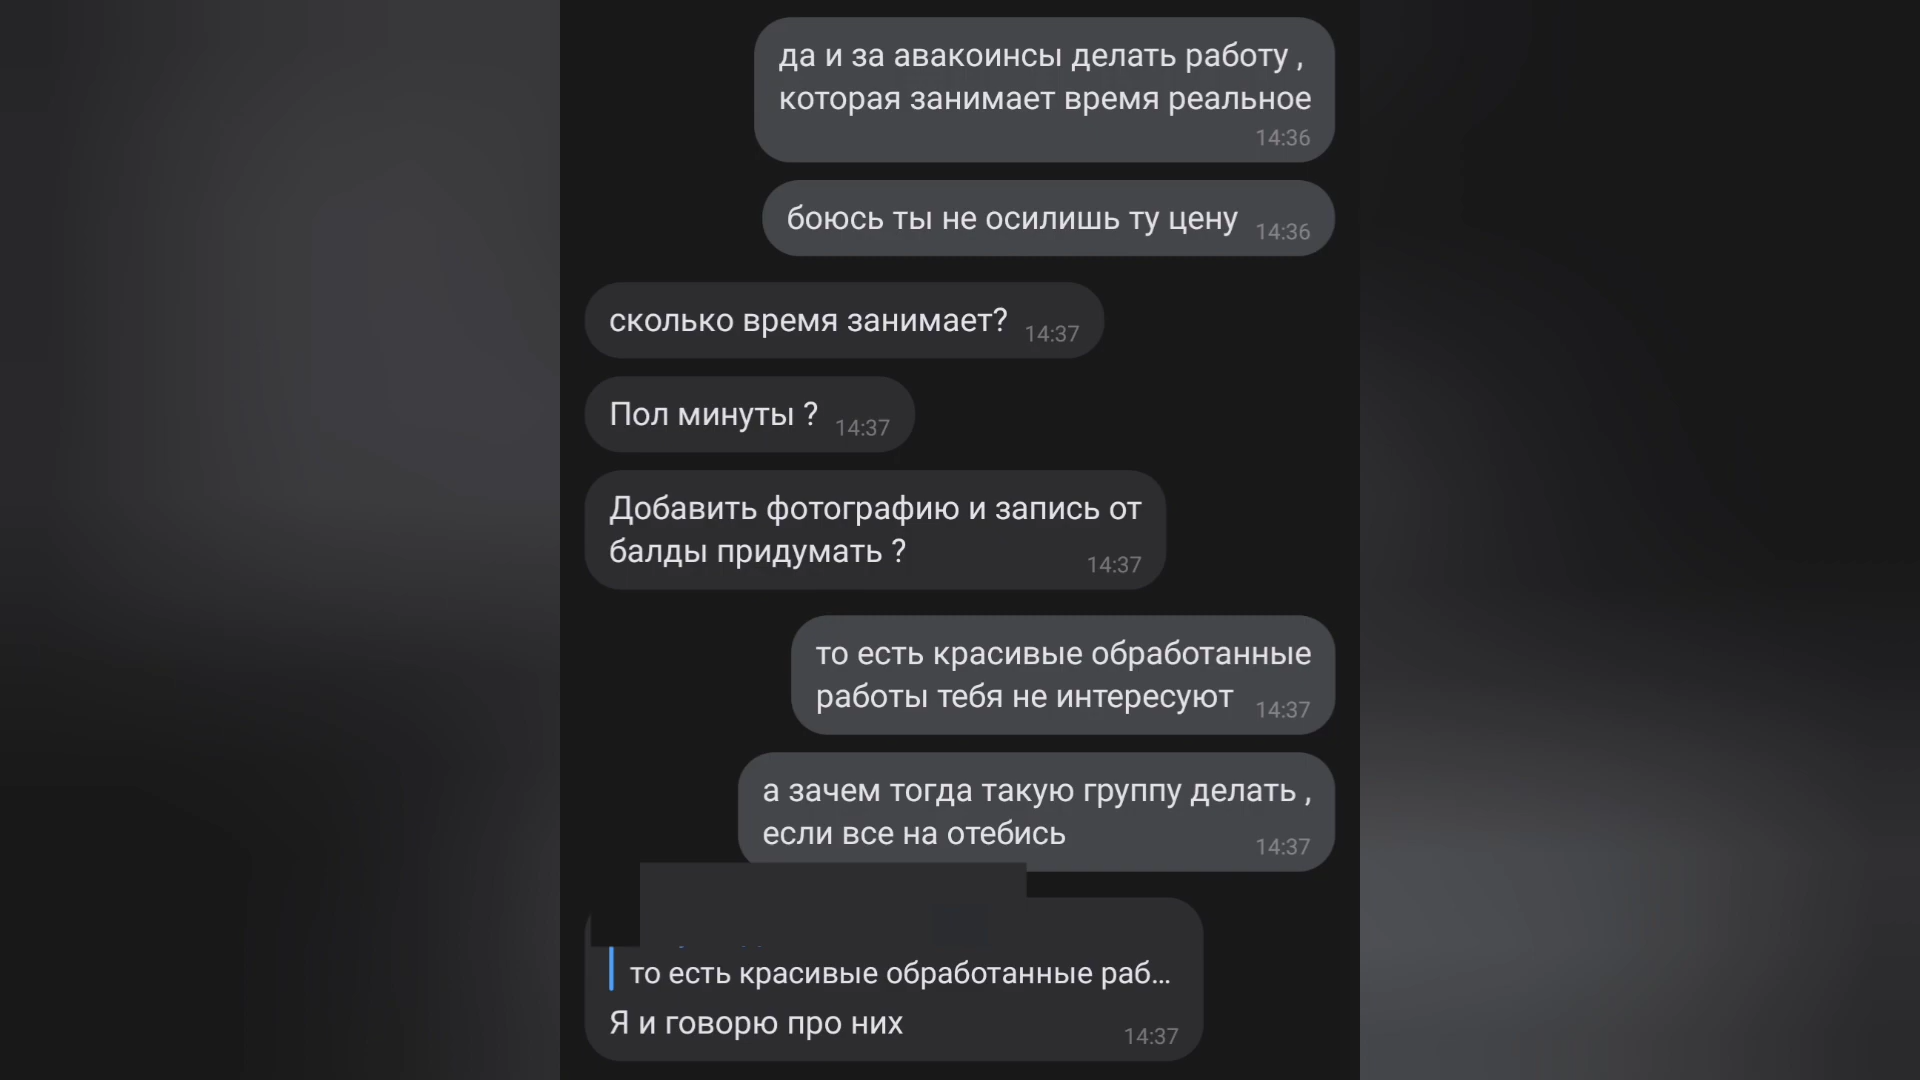 да и за авакоинсы делать работу ,
которая занимает время реальное
14:36
боюсь ты не осилишь ту цену 14:36
сколько время занимает? 14:37
Пол минуты ? 14:37
Добавить фотографию и запись от
балды придумать ? 14:37
то есть красивые обработанные
работы тебя не интересуют 14:37
а зачем тогда такую группу делать ,
если все на отебись 14:37
то есть красивые обработанные раб...
Я и говорю про них 14:37